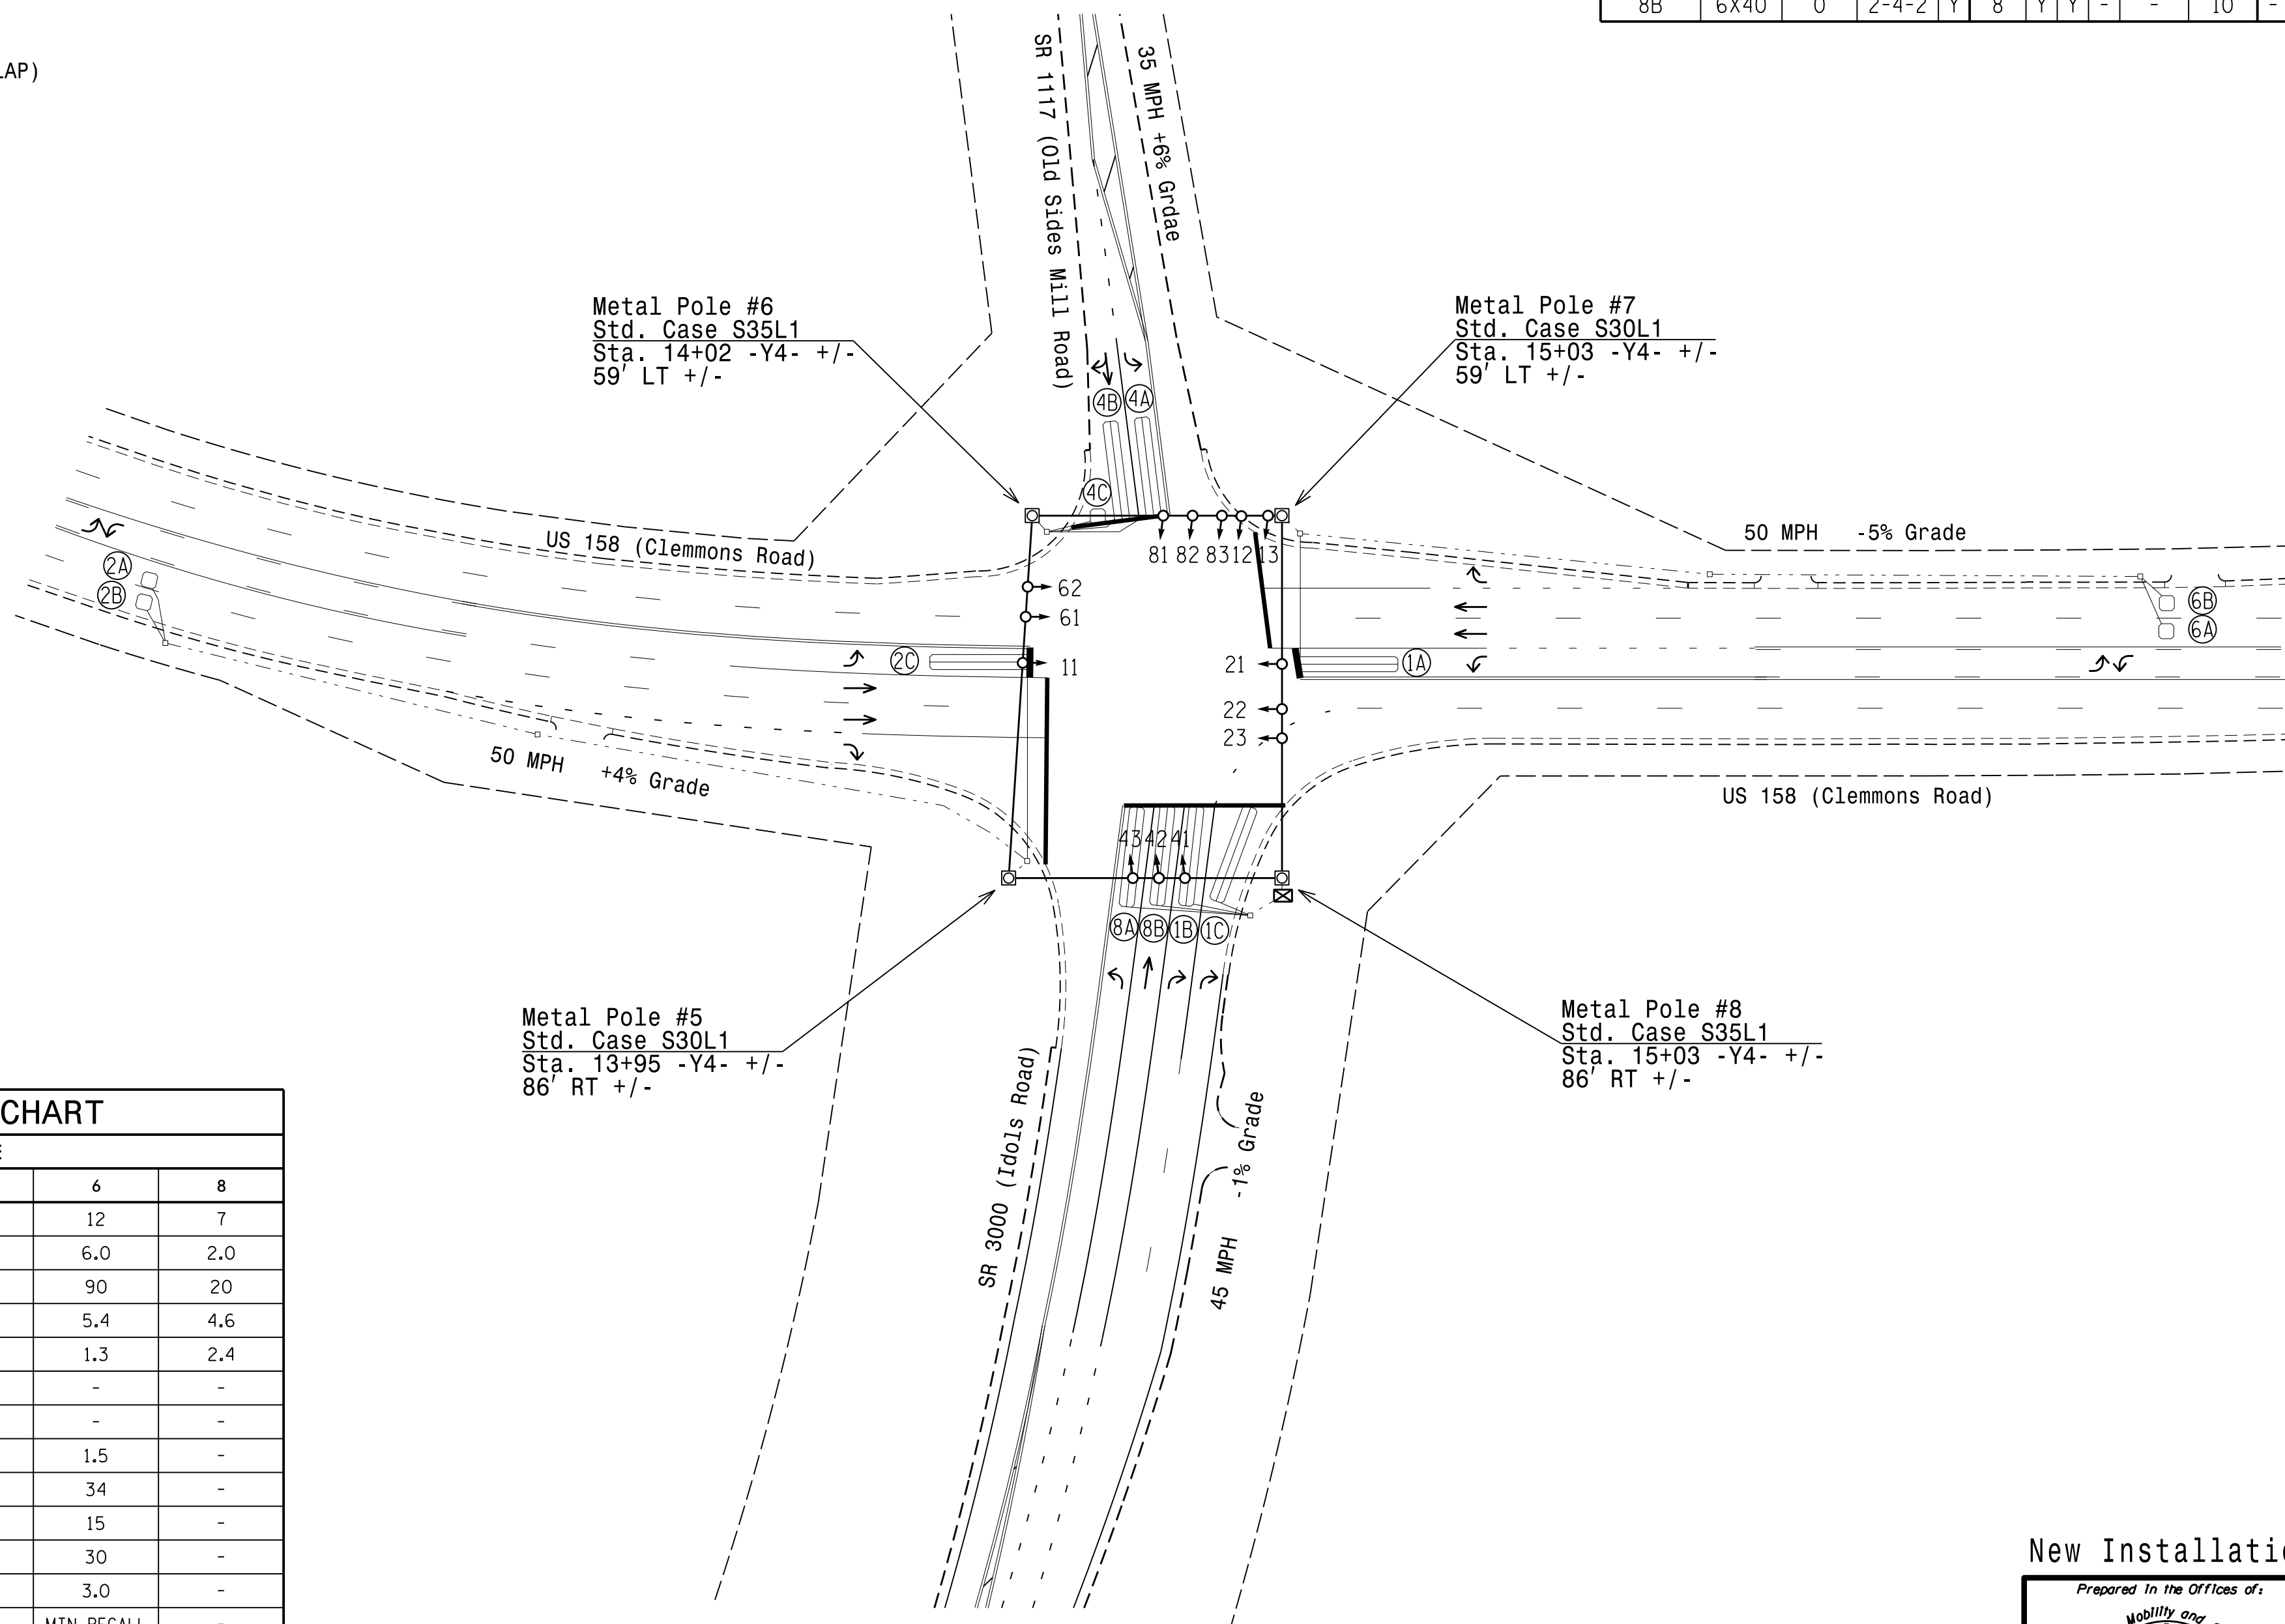 8B 6X40 0 2-4-2 Y 8 Y Y - - 10 -
LAP)
SR 1117 (Old Sides Mill Road)
35 MPH +6% Grdae
Metal Pole #6
Std. Case S35L1
Sta. 14+02 -Y4- +/-
59' LT +/-
Metal Pole #7
Std. Case S30L1
Sta. 15+03 -Y4- +/-
59' LT +/-
4B 4A
4C
81 82 83 12 13
US 158 (Clemmons Road)
50 MPH -5% Grade
2A
2B
62
61
11
2C
21
22
23
1A
6B
6A
50 MPH +4% Grade
US 158 (Clemmons Road)
43 42 41
8A 8B 1B 1C
Metal Pole #5
Std. Case S30L1
Sta. 13+95 -Y4- +/-
86' RT +/-
Metal Pole #8
Std. Case S35L1
Sta. 15+03 -Y4- +/-
86' RT +/-
SR 3000 (Idols Road)
45 MPH -1% Grade
CHART
6 8
12 7
6.0 2.0
90 20
5.4 4.6
1.3 2.4
- -
- -
1.5 -
34 -
15 -
30 -
3.0 -
MIN RECALL -
New Installatio
Prepared in the Offices of:
Mobility and